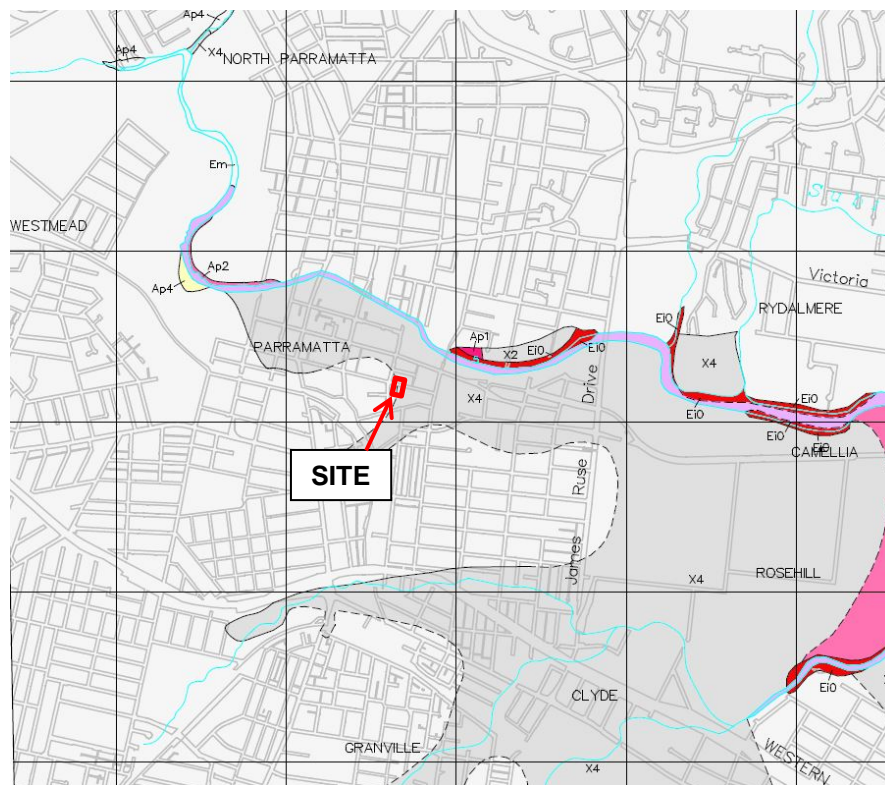 Ap4
Ap4
X4
NORTH PARRAMATTA
Em
WESTMEAD
Ap2
Ap4
Victoria
RYDALMERE
Ei0
PARRAMATTA
Ap1
X2
Ei0
Ei0
X4
Drive
X4
Ei0
Ei0
Ei0
Ei0
CAMELLIA
SITE
Ruse
James
X4
ROSEHILL
CLYDE
Ei0
GRANVILLE
WESTERN
X4